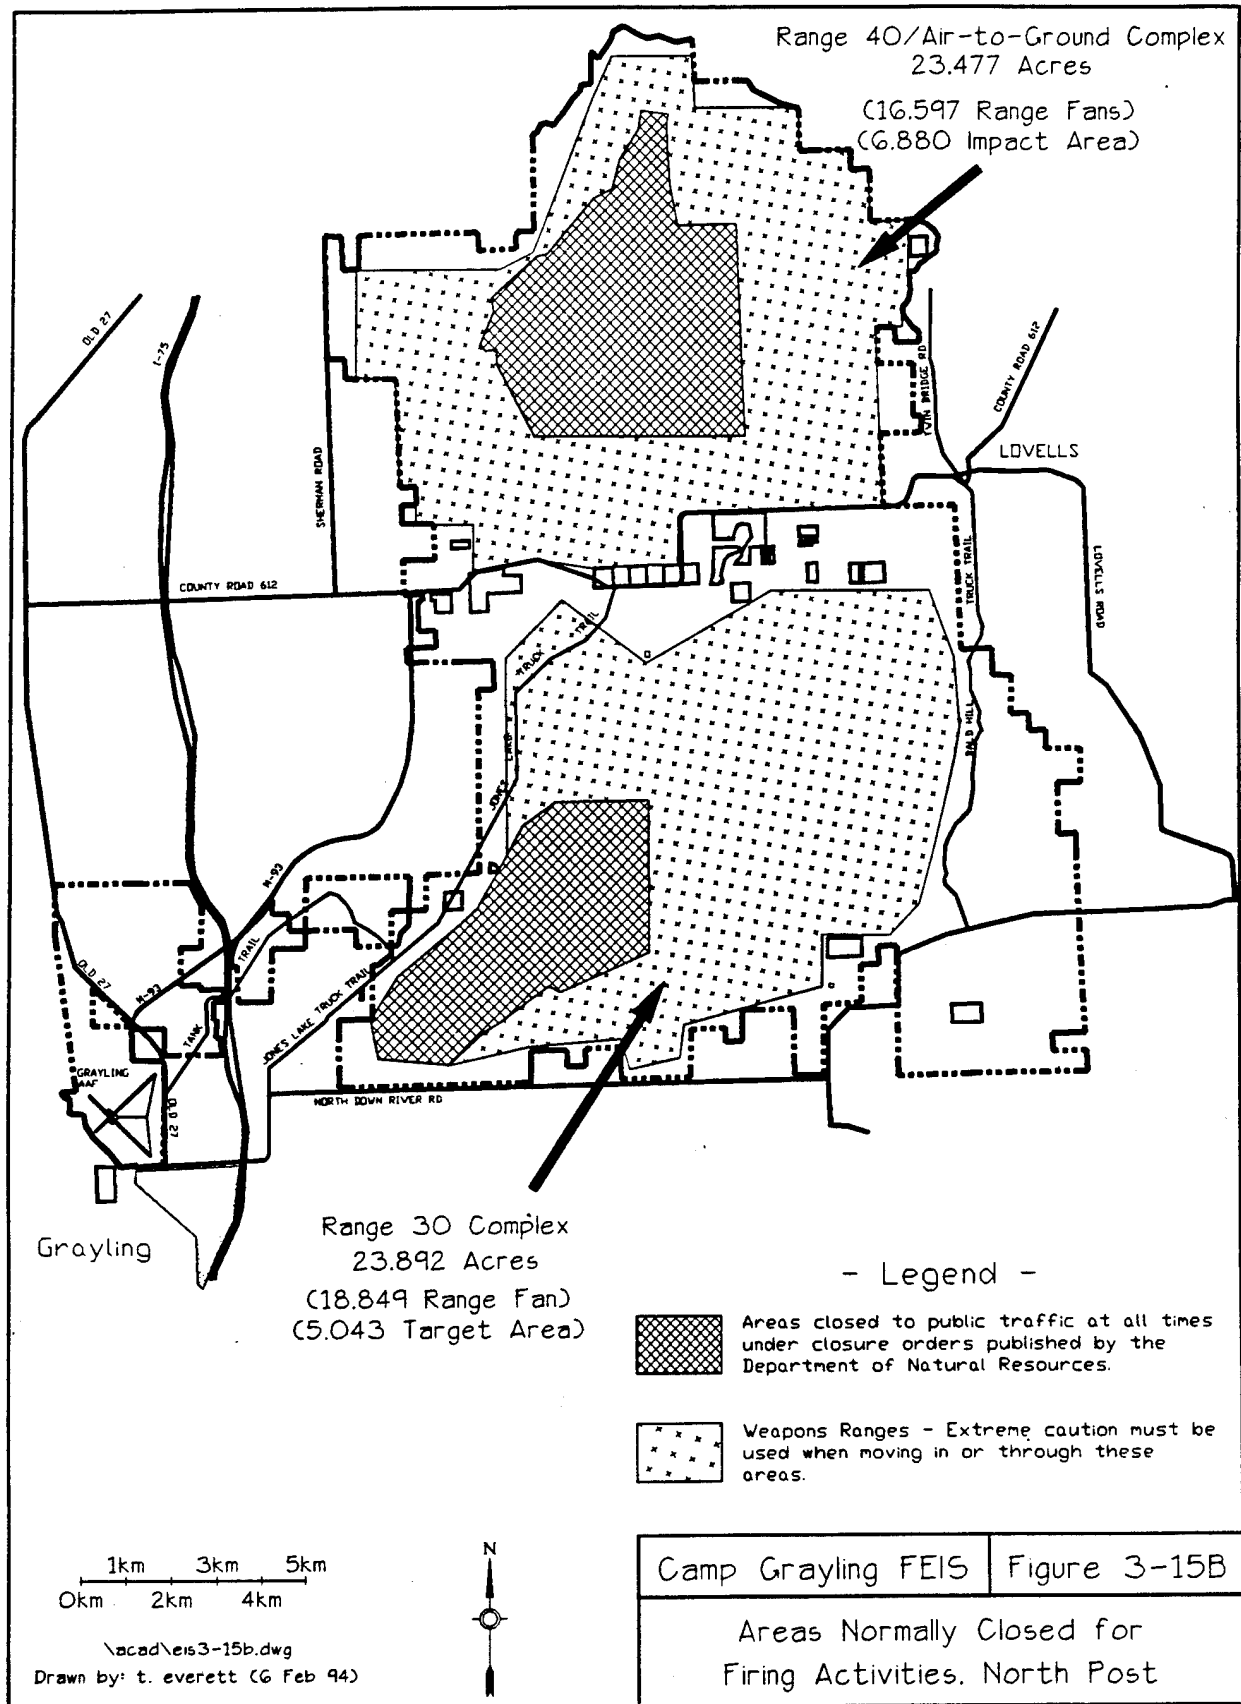 Range 40/Air-to-Ground Complex
23.477 Acres
(16.597 Range Fans)
(6.880 Impact Area)
OLD 27
I-75
COUNTY ROAD 612
TWIN BRIDGE RD
LOVELLS
SHERMAN ROAD
TRUCK TRAIL
LOVELLS ROAD
COUNTY ROAD 612
TRUCK TRAIL
BALD HILL
JONES LAKE
M-93
TRAIL
OLD 27
M-93
TANK
JONES LAKE TRUCK TRAIL
GRAYLING
AAF
OLD 27
NORTH DOWN RIVER RD
Grayling
Range 30 Complex
23.892 Acres
(18.849 Range Fan)
(5.043 Target Area)
- Legend -
Areas closed to public traffic at all times
under closure orders published by the
Department of Natural Resources.
Weapons Ranges - Extreme caution must be
used when moving in or through these
areas.
1km 3km 5km
0km 2km 4km
N
\acad\eis3-15b.dwg
Drawn by: t. everett (6 Feb 94)
Camp Grayling FEIS
Figure 3-15B
Areas Normally Closed for
Firing Activities. North Post